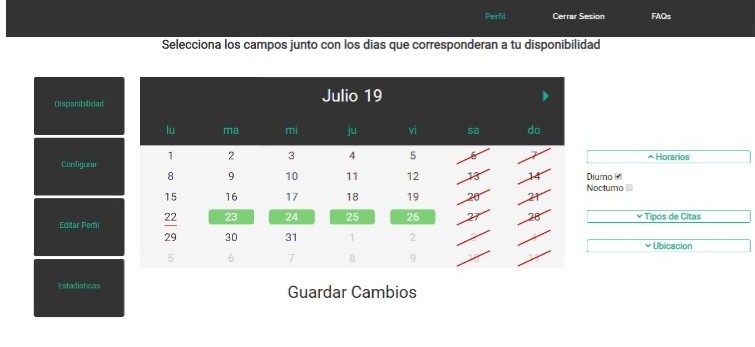 Perfil Cerrar Sesion FAQs
Selecciona los campos junto con los dias que corresponderan a tu disponibilidad
Disponibilidad
Configurar
Editar Perfil
Estadisticas
Julio 19
lu ma mi ju vi sa do
1 2 3 4 5 6 7
8 9 10 11 12 13 14
15 16 17 18 19 20 21
22 23 24 25 26 27 28
29 30 31 1 2 3 4
5 6 7 8 9 10 11
Guardar Cambios
Horarios
Diurno
Nocturno
Tipos de Citas
Ubicacion